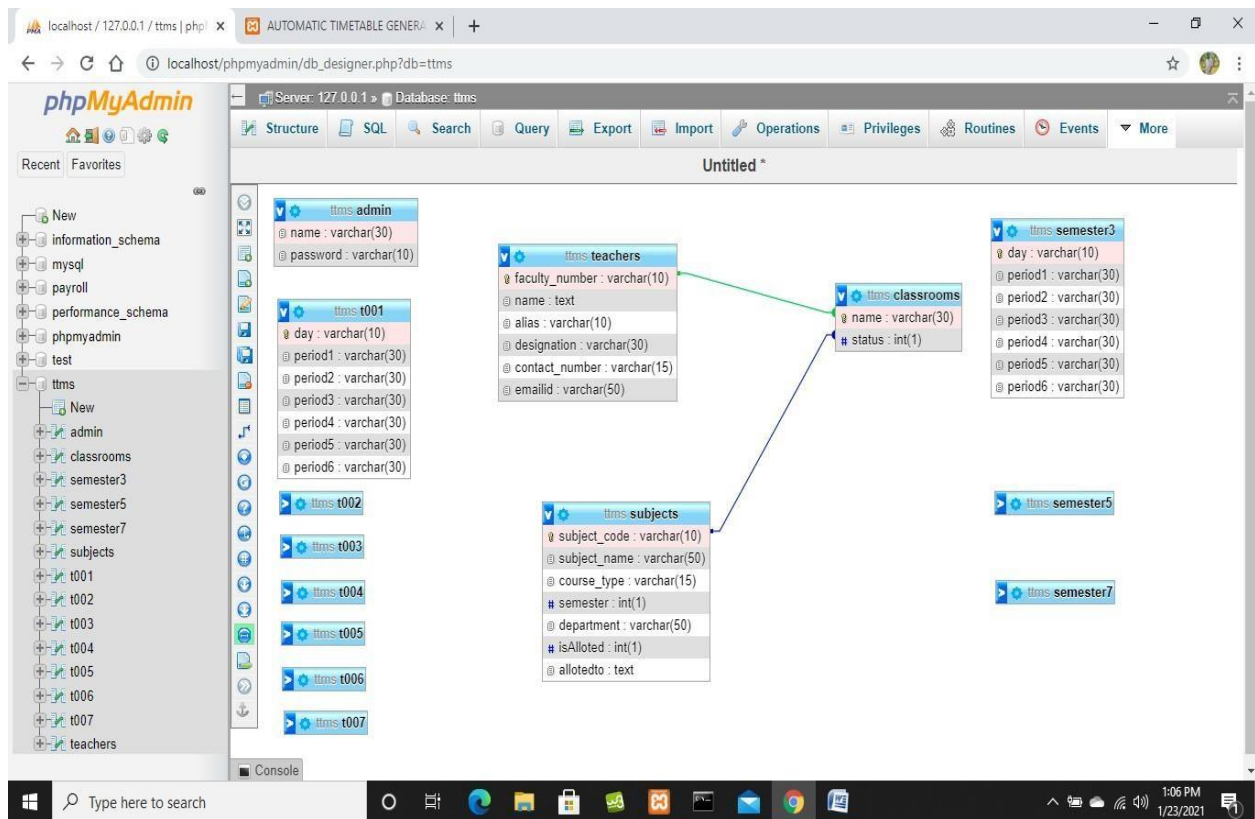 localhost / 127.0.0.1 / ttms | php
AUTOMATIC TIMETABLE GENERA
localhost/phpmyadmin/db_designer.php?db=ttms
phpMyAdmin
Recent Favorites
New
information_schema
mysql
payroll
performance_schema
phpmyadmin
test
ttms
New
admin
classrooms
semester3
semester5
semester7
subjects
t001
t002
t003
t004
t005
t006
t007
teachers
Server: 127.0.0.1 » Database: ttms
Structure SQL Search Query Export Import Operations Privileges Routines Events More
Untitled *
ttms admin
name : varchar(30)
password : varchar(10)
ttms t001
day : varchar(10)
period1 : varchar(30)
period2 : varchar(30)
period3 : varchar(30)
period4 : varchar(30)
period5 : varchar(30)
period6 : varchar(30)
ttms t002
ttms t003
ttms t004
ttms t005
ttms t006
ttms t007
ttms teachers
faculty_number : varchar(10)
name : text
alias : varchar(10)
designation : varchar(30)
contact_number : varchar(15)
emailid : varchar(50)
ttms subjects
subject_code : varchar(10)
subject_name : varchar(50)
course_type : varchar(15)
# semester : int(1)
department : varchar(50)
# isAlloted : int(1)
allotedto : text
ttms classrooms
name : varchar(30)
# status : int(1)
ttms semester3
day : varchar(10)
period1 : varchar(30)
period2 : varchar(30)
period3 : varchar(30)
period4 : varchar(30)
period5 : varchar(30)
period6 : varchar(30)
ttms semester5
ttms semester7
Console
Type here to search
1:06 PM
1/23/2021